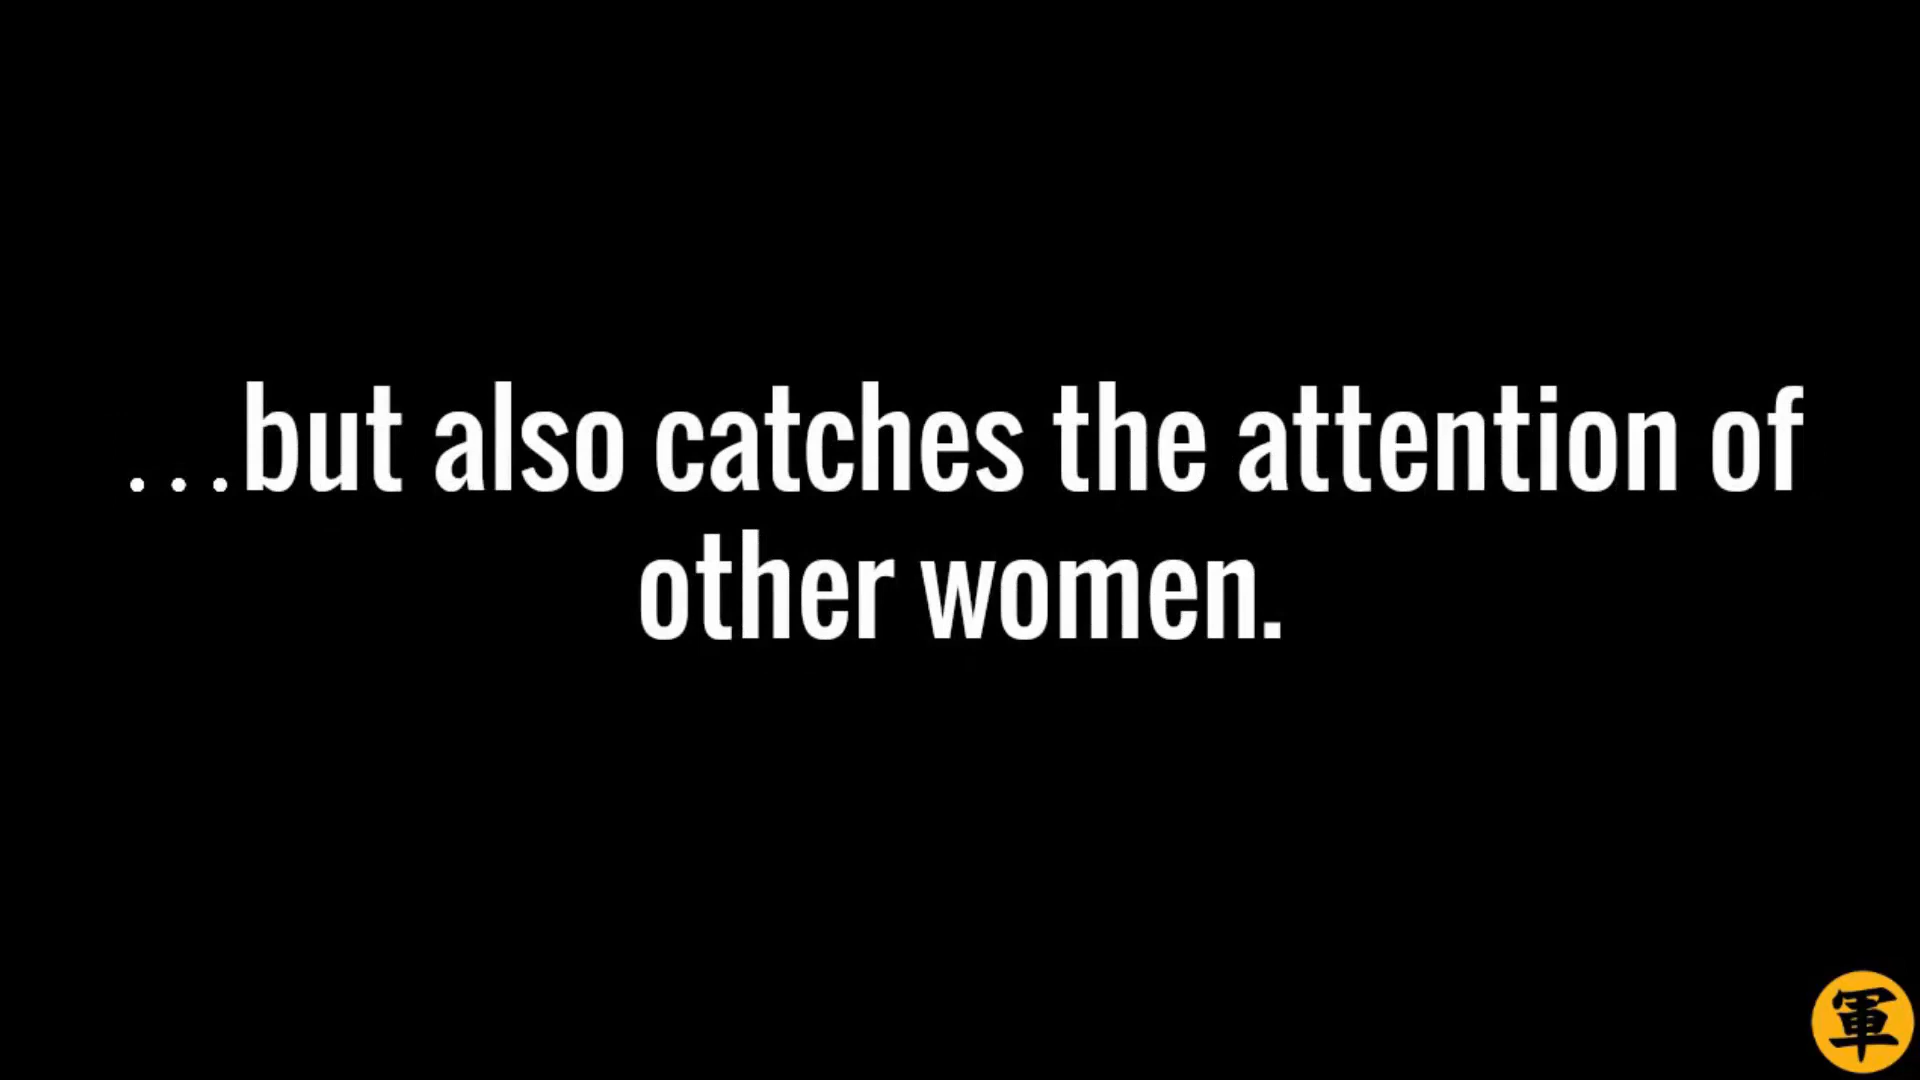 ...but also catches the attention of
other women.
軍